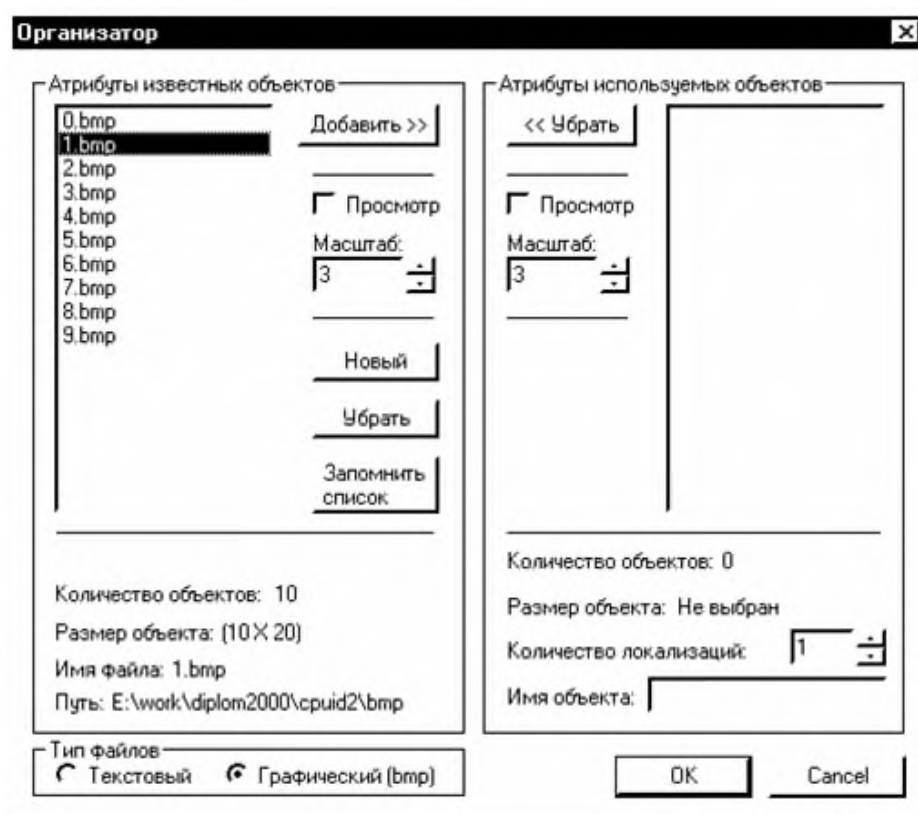 Организатор
Атрибуты известных объектов
0.bmp
1.bmp
2.bmp
3.bmp
4.bmp
5.bmp
6.bmp
7.bmp
8.bmp
9.bmp
Добавить >>
Просмотр
Масштаб:
3
Новый
Убрать
Запомнить
список
Количество объектов: 10
Размер объекта: (10 X 20)
Имя файла: 1.bmp
Путь: E:\work\diplom2000\cpuid2\bmp
Атрибуты используемых объектов
<< Убрать
Просмотр
Масштаб:
3
Количество объектов: 0
Размер объекта: Не выбран
Количество локализаций: 1
Имя объекта:
Тип файлов
Текстовый Графический (bmp)
OK Cancel